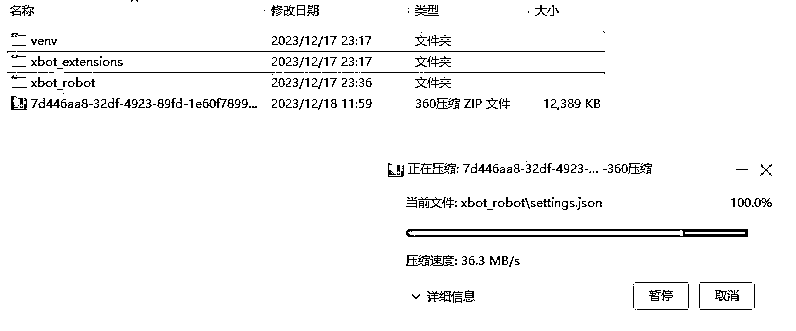 名称 修改日期 类型 大小
venv 2023/12/17 23:17 文件夹
xbot_extensions 2023/12/17 23:17 文件夹
xbot_robot 2023/12/17 23:36 文件夹
7d446aa8-32df-4923-89fd-1e60f7899... 2023/12/18 11:59 360压缩 ZIP 文件 12,389 KB
正在压缩: 7d446aa8-32df-4923-... -360压缩
当前文件: xbot_robot\settings.json 100.0%
压缩速度: 36.3 MB/s
详细信息 暂停 取消